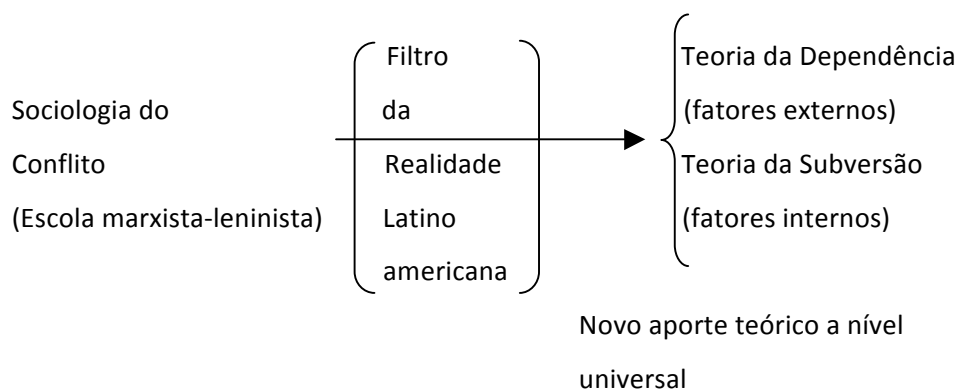 Sociologia do
Conflito
(Escola marxista-leninista)
Filtro
da
Realidade
Latino
americana
Teoria da Dependência
(fatores externos)
Teoria da Subversão
(fatores internos)
Novo aporte teórico a nível
universal